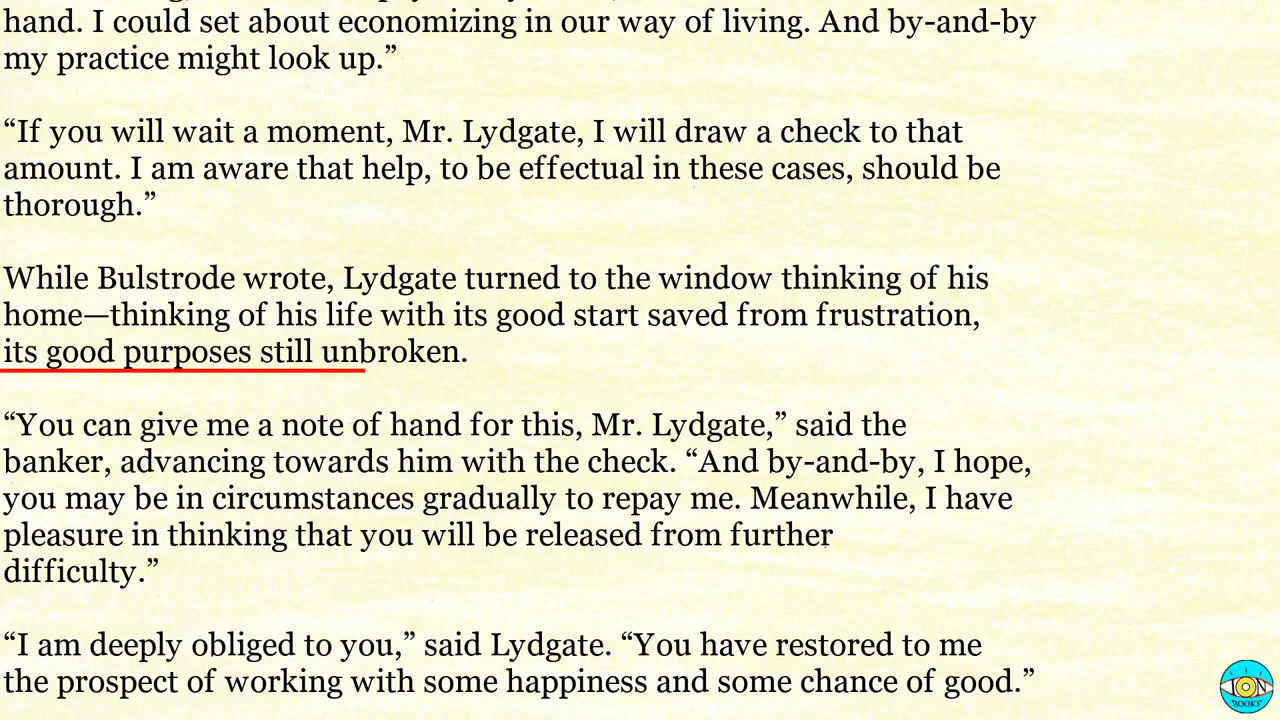 hand. I could set about economizing in our way of living. And by-and-by
my practice might look up.”
“If you will wait a moment, Mr. Lydgate, I will draw a check to that
amount. I am aware that help, to be effectual in these cases, should be
thorough.”
While Bulstrode wrote, Lydgate turned to the window thinking of his
home—thinking of his life with its good start saved from frustration,
its good purposes still unbroken.
“You can give me a note of hand for this, Mr. Lydgate,” said the
banker, advancing towards him with the check. “And by-and-by, I hope,
you may be in circumstances gradually to repay me. Meanwhile, I have
pleasure in thinking that you will be released from further
difficulty.”
“I am deeply obliged to you,” said Lydgate. “You have restored to me
the prospect of working with some happiness and some chance of good.”
ION
BOOKS